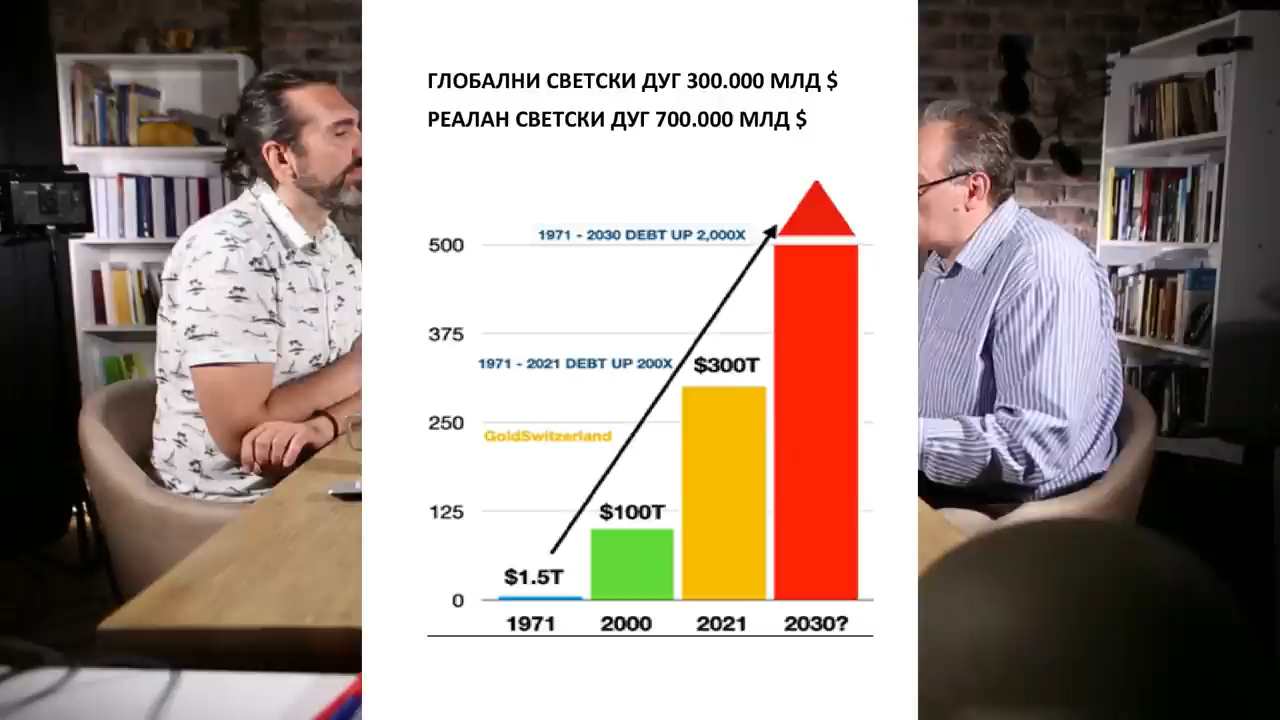 ГЛОБАЛНИ СВЕТСКИ ДУГ 300.000 МЛД $
РЕАЛАН СВЕТСКИ ДУГ 700.000 МЛД $
1971 - 2030 DEBT UP 2,000X
500
375
1971 - 2021 DEBT UP 200X
$300T
250
GoldSwitzerland
125
$100T
$1.5T
0
1971 2000 2021 2030?